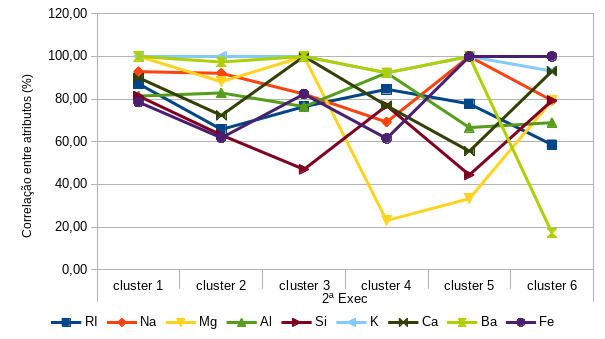 120,00
100,00
80,00
60,00
40,00
20,00
0,00
Correlação entre atributos (%)
cluster 1 cluster 2 cluster 3 cluster 4 cluster 5 cluster 6
2ª Exec
RI Na Mg Al Si K Ca Ba Fe